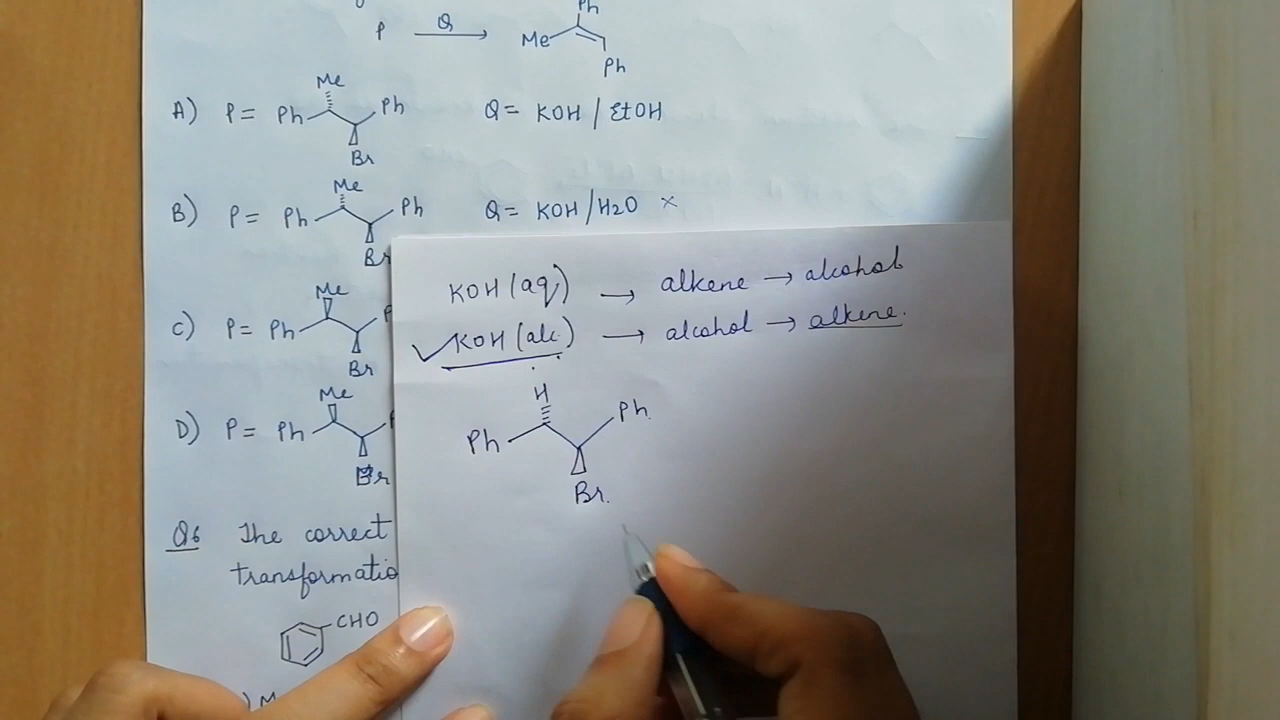 Ph
P Q → Me
Ph
A) P= Ph Me Ph Br Q= KOH / EtOH
B) P= Ph Me Ph Br Q= KOH/H2O ×
C) P= Ph Me Br
D) P= Ph Me Br
KOH (aq) → alkene → alcohol
✓KOH (alc) → alcohol → alkene.
H
Ph Ph.
Br.
Q6 The correct
transformatio
CHO